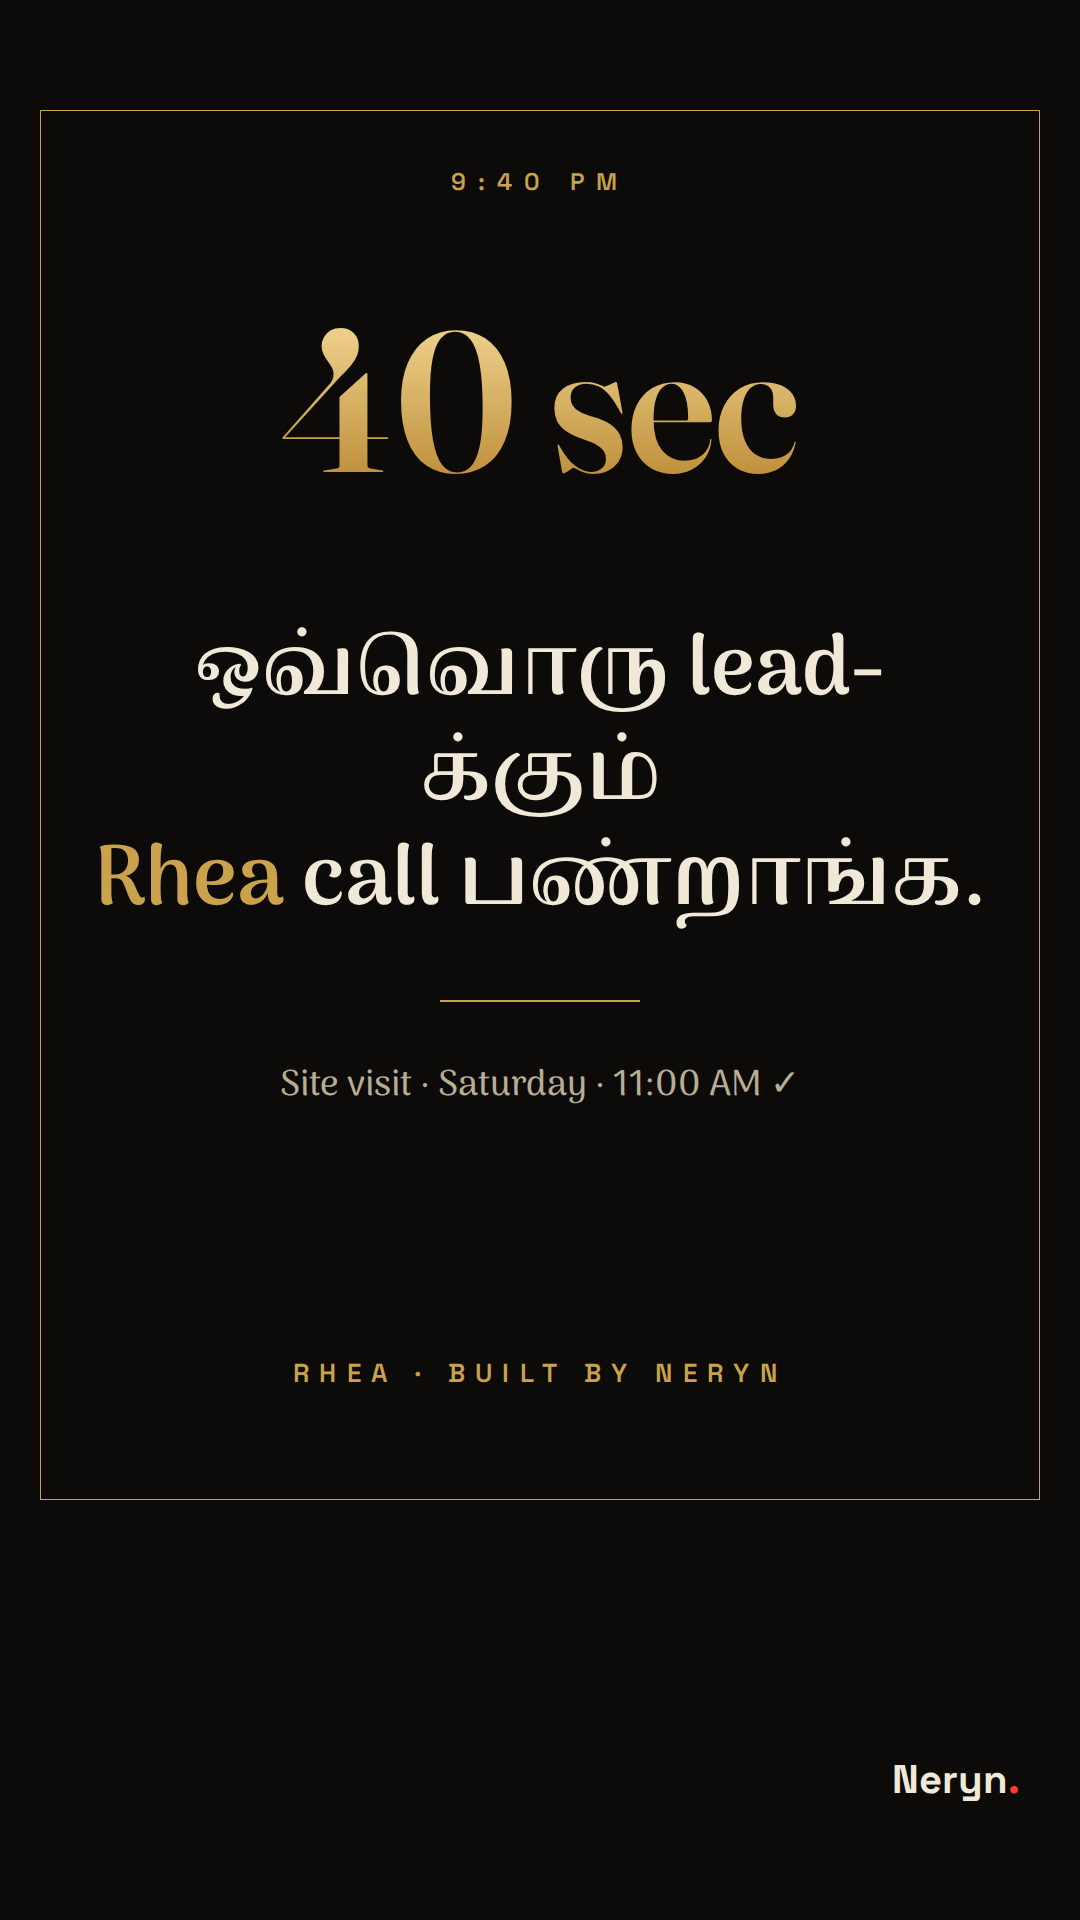 9:40 PM
40 sec
ஒவ்வொரு lead-
க்கும்
Rhea call பண்றாங்க.
Site visit · Saturday · 11:00 AM ✓
RHEA · BUILT BY NERYN
Neryn.